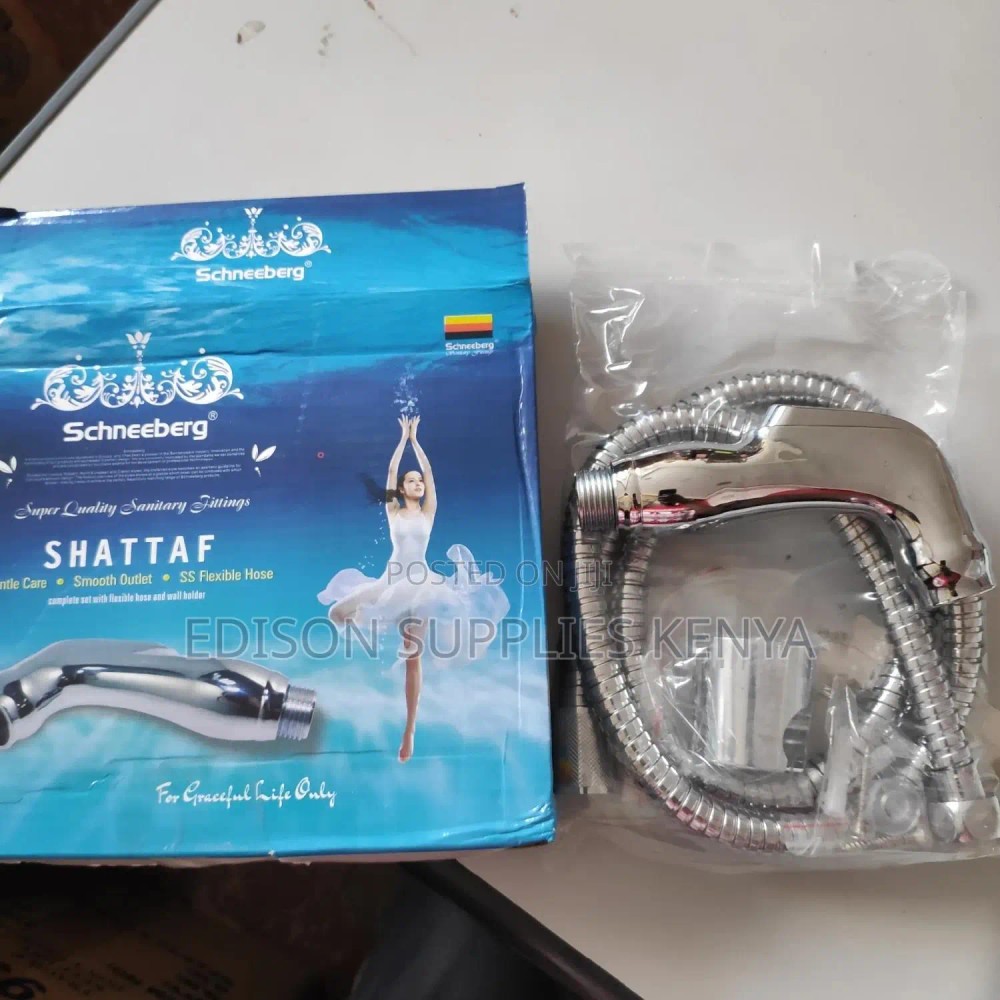 Schneeberg®
Schneeberg
Schneeberg®
Super Quality Sanitary Fittings
SHATTAF
ntle Care • Smooth Outlet • SS Flexible Hose
complete set with flexible hose and wall holder
POSTED ON JIJI
EDISON SUPPLIES KENYA
For Graceful Life Only